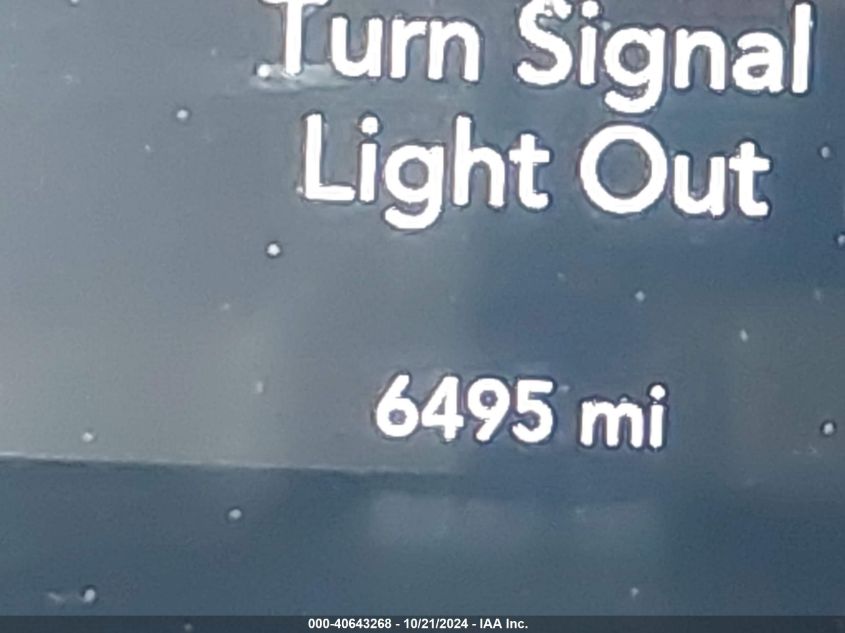 Turn Signal
Light Out
6495 mi
000-40643268 - 10/21/2024 - IAA Inc.